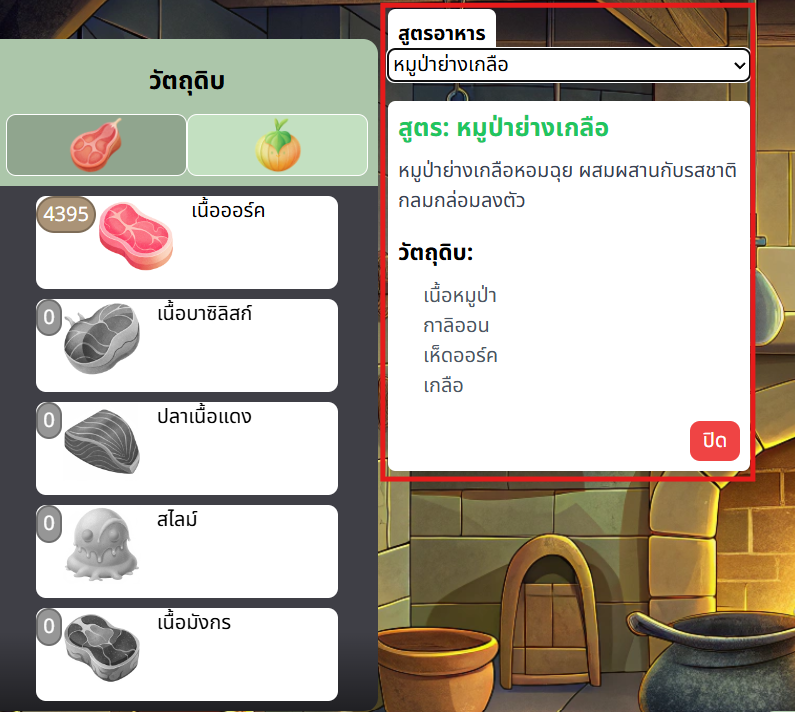 วัตถุดิบ
4395
เนื้อออร์ค
0
เนื้อบาซิลิสก์
0
ปลาเนื้อแดง
0
สไลม์
0
เนื้อมังกร
สูตรอาหาร
หมูป่าย่างเกลือ
สูตร: หมูป่าย่างเกลือ
หมูป่าย่างเกลือหอมฉุย ผสมผสานกับรสชาติ
กลมกล่อมลงตัว
วัตถุดิบ:
เนื้อหมูป่า
กาลิออน
เห็ดออร์ค
เกลือ
ปิด